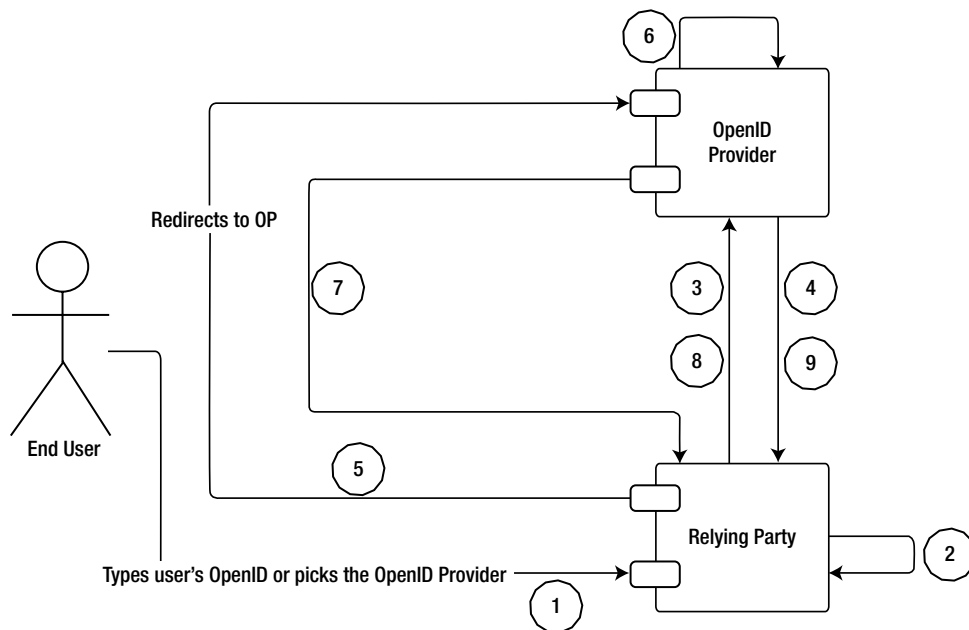 6
OpenID
Provider
Redirects to OP
7
3
4
8
9
End User
5
Relying Party
2
Types user's OpenID or picks the OpenID Provider
1